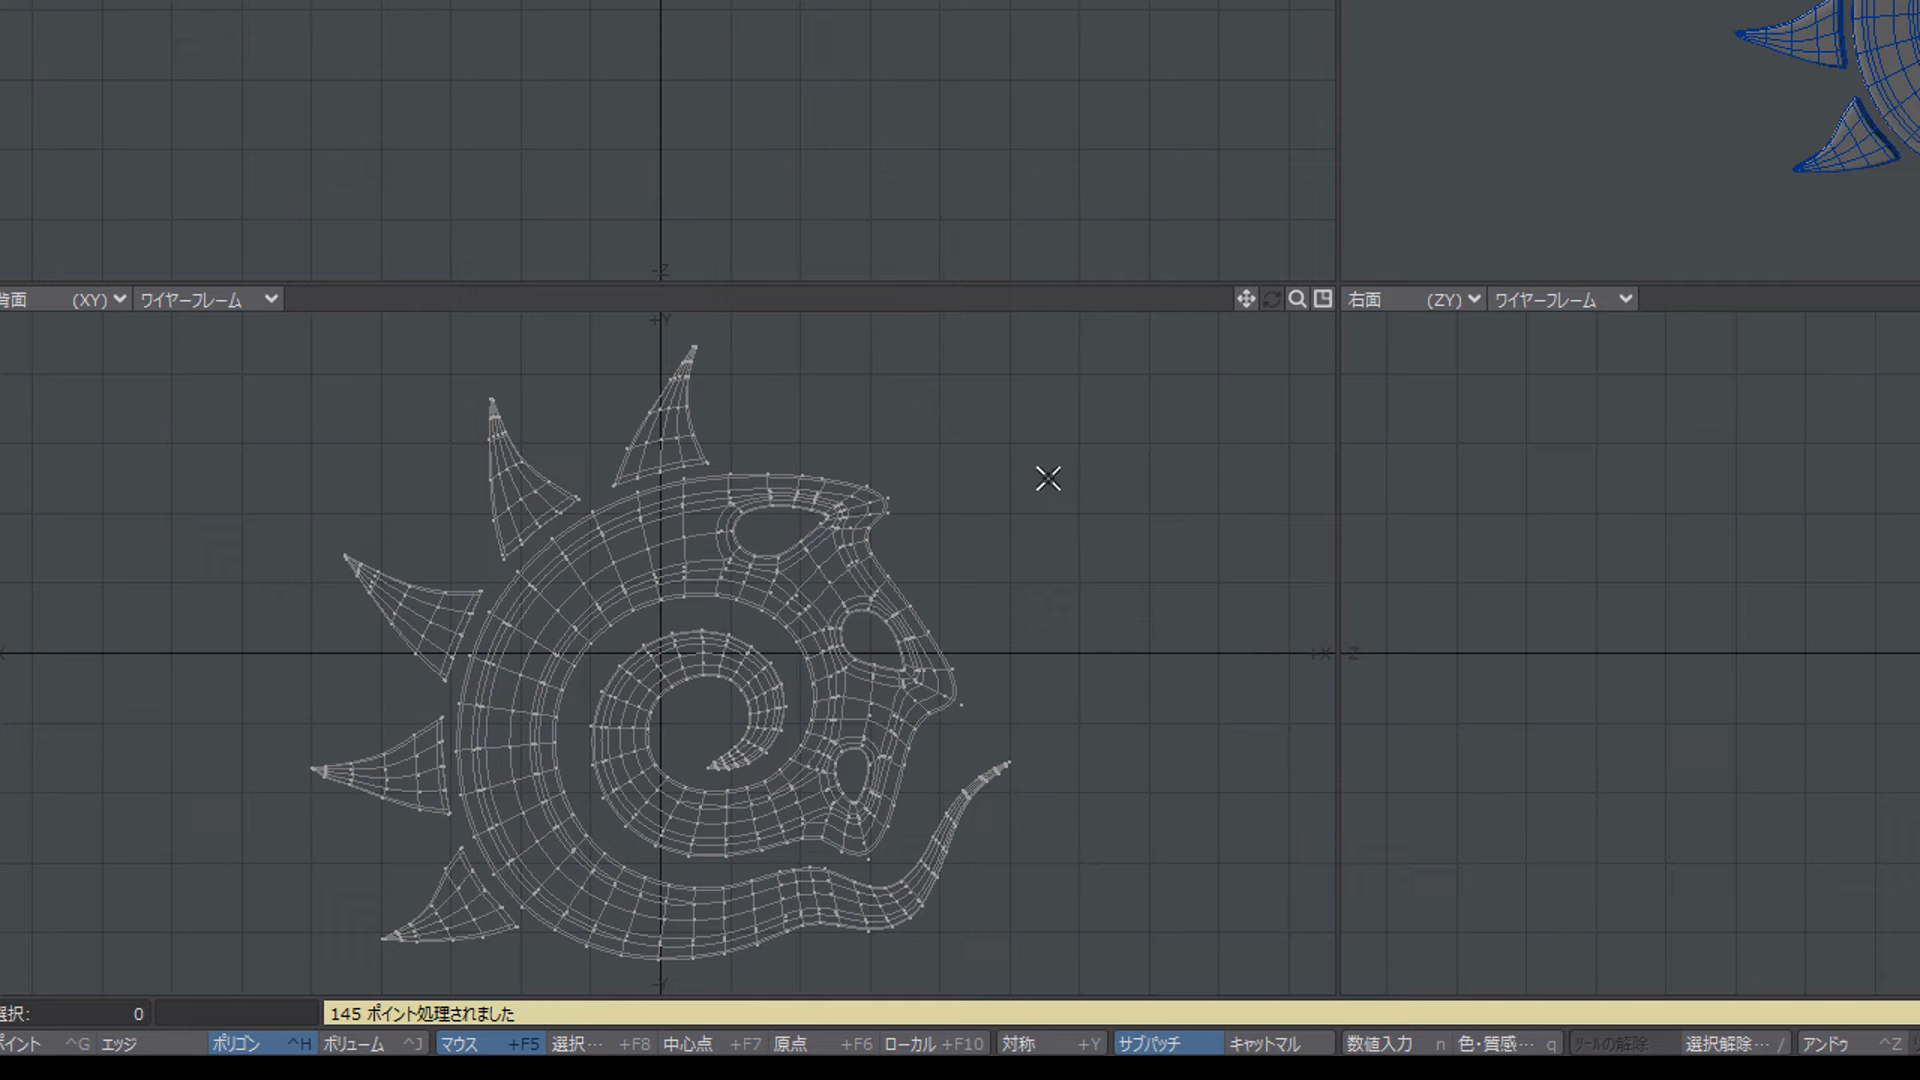 -Z
背面 (XY) ワイヤーフレーム
右面 (ZY) ワイヤーフレーム
+Y
+X -Z
-Y
選択: 0
145 ポイント処理されました
ポイント ^G エッジ ポリゴン ^H ボリューム ^J マウス +F5 選択… +F8 中心点 +F7 原点 +F6 ローカル +F10 対称 +Y サブパッチ キャットマル 数値入力 n 色・質感… q ツールの解除 選択解除… / アンドゥ ^Z